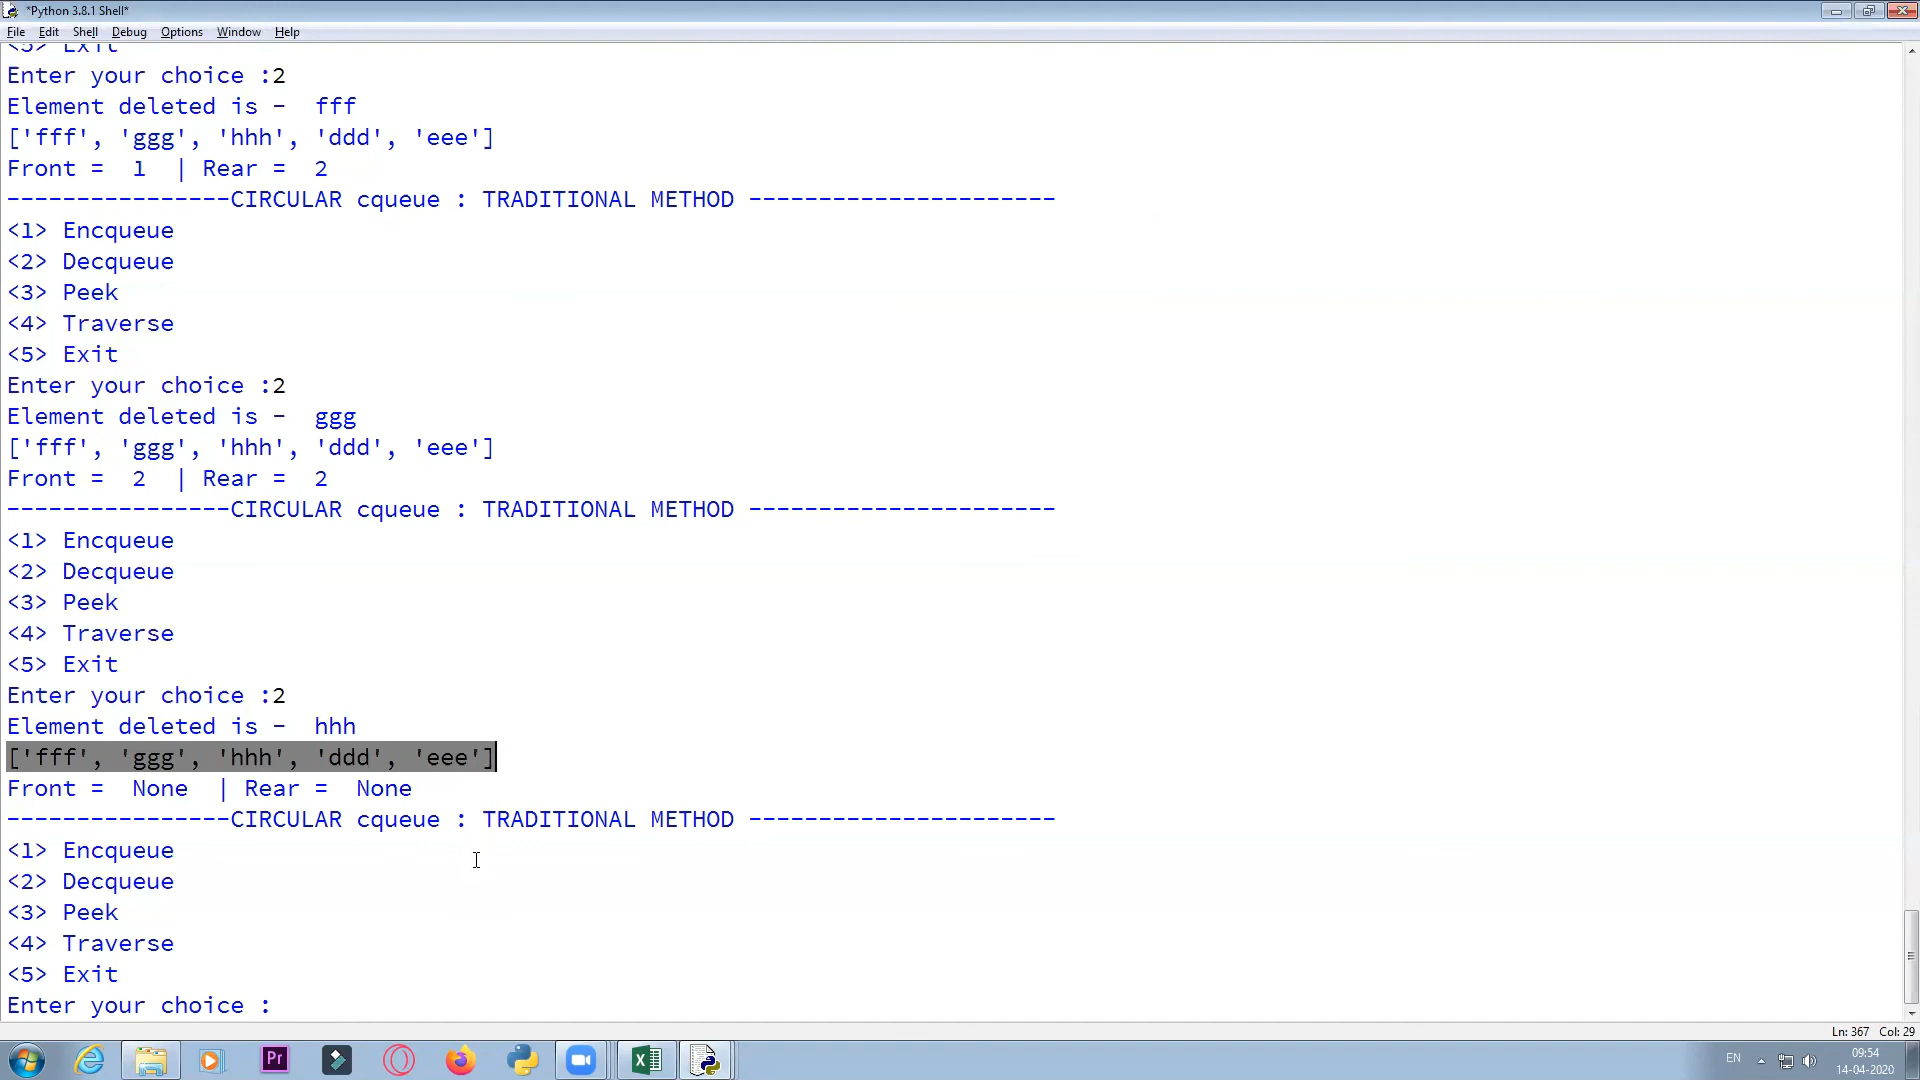 *Python 3.8.1 Shell*
File Edit Shell Debug Options Window Help
<5> Exit
Enter your choice :2
Element deleted is -  fff
['fff', 'ggg', 'hhh', 'ddd', 'eee']
Front =  1  | Rear =  2
----------------CIRCULAR cqueue : TRADITIONAL METHOD ----------------------
<1> Encqueue
<2> Decqueue
<3> Peek
<4> Traverse
<5> Exit
Enter your choice :2
Element deleted is -  ggg
['fff', 'ggg', 'hhh', 'ddd', 'eee']
Front =  2  | Rear =  2
----------------CIRCULAR cqueue : TRADITIONAL METHOD ----------------------
<1> Encqueue
<2> Decqueue
<3> Peek
<4> Traverse
<5> Exit
Enter your choice :2
Element deleted is -  hhh
['fff', 'ggg', 'hhh', 'ddd', 'eee']
Front =  None  | Rear =  None
----------------CIRCULAR cqueue : TRADITIONAL METHOD ----------------------
<1> Encqueue
<2> Decqueue
<3> Peek
<4> Traverse
<5> Exit
Enter your choice :
Ln: 367 Col: 29
Pr
EN
09:54
14-04-2020